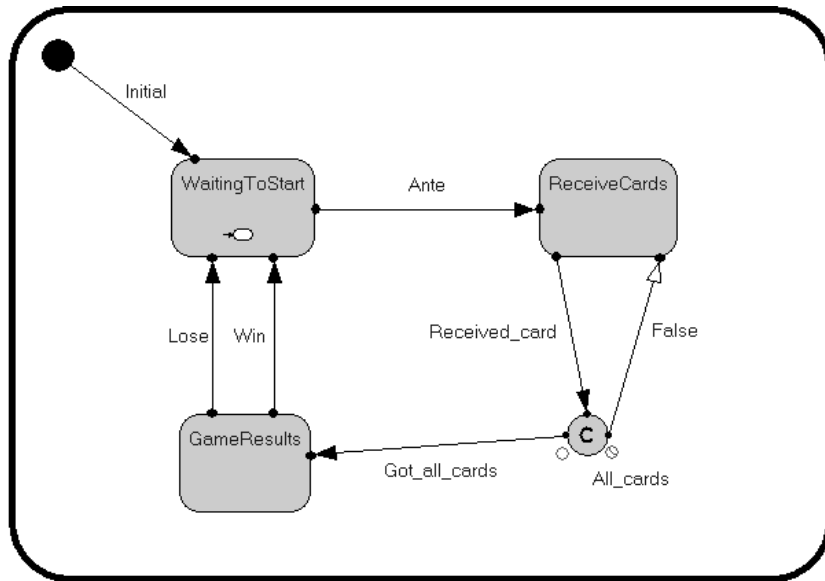 Initial
WaitingToStart
Ante
ReceiveCards
Lose
Win
Received_card
False
GameResults
C
Got_all_cards
All_cards